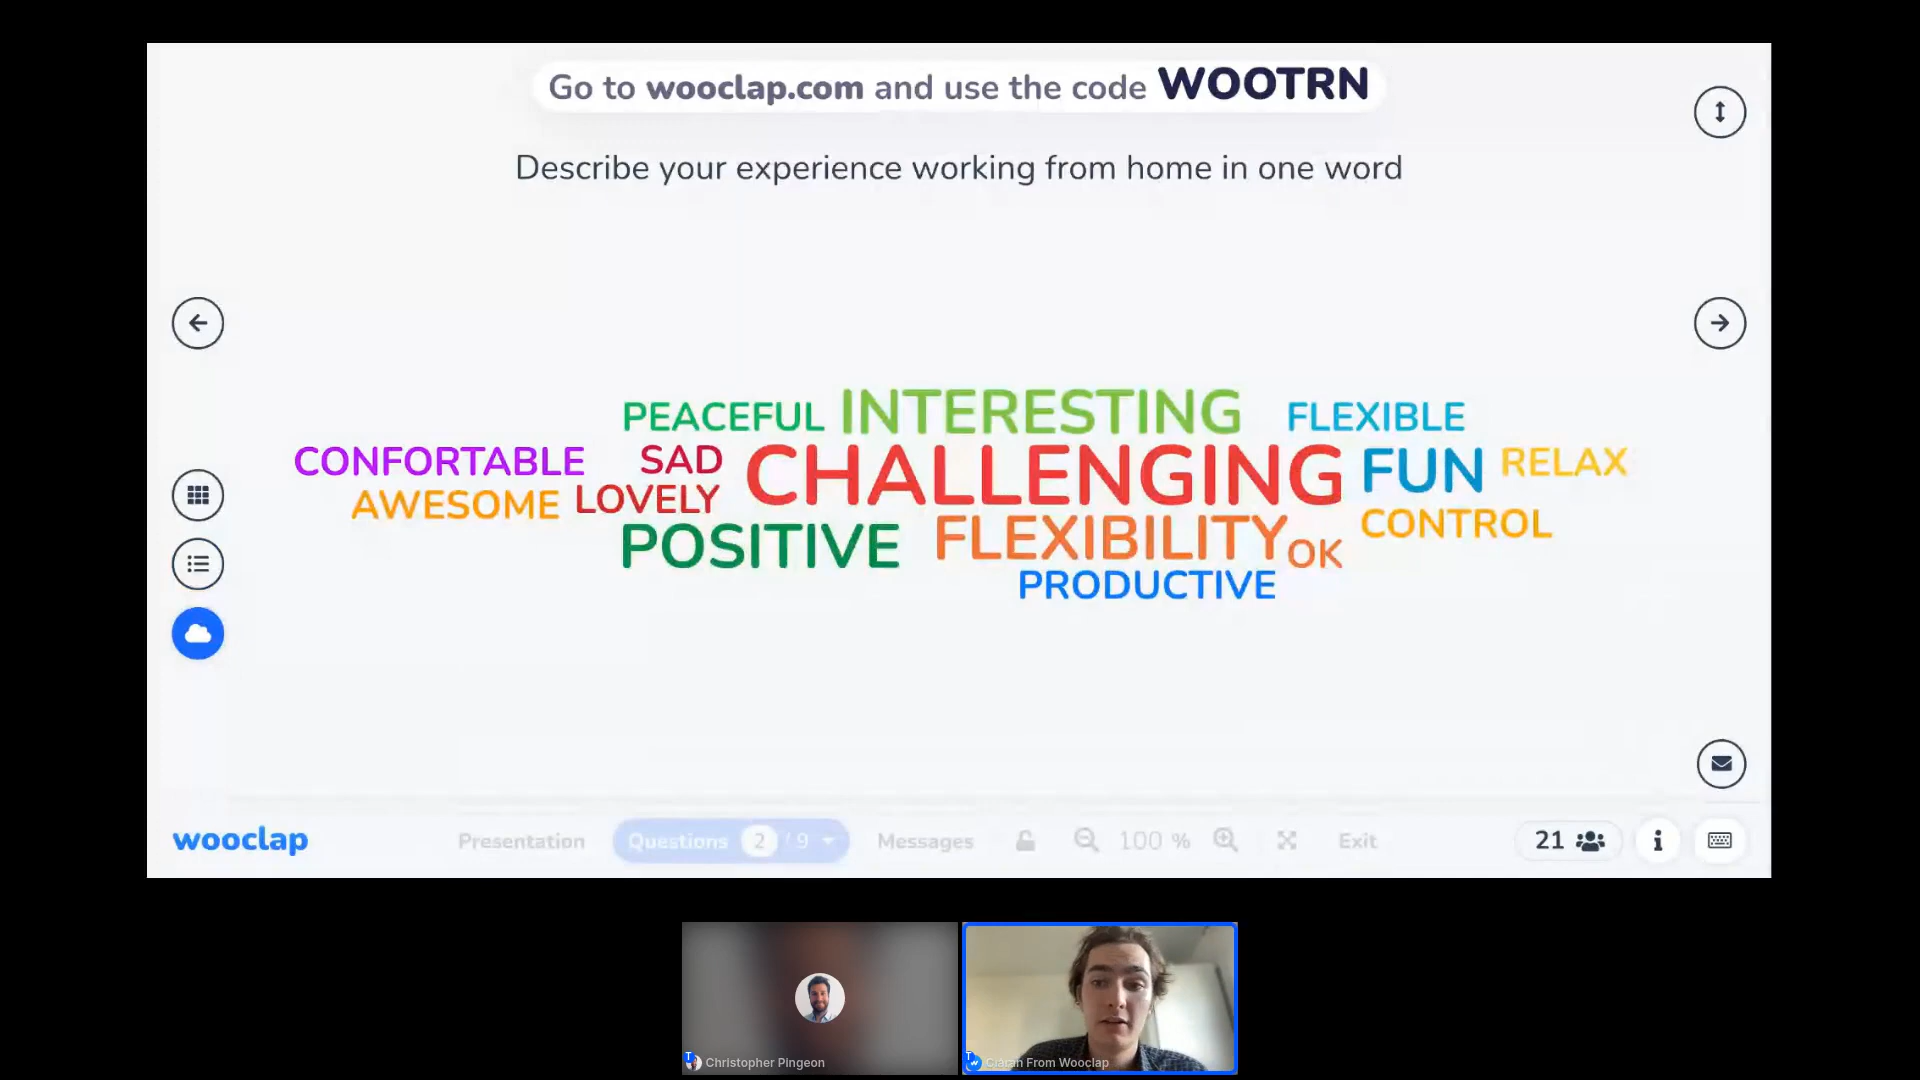 Go to wooclap.com and use the code WOOTRN
Describe your experience working from home in one word
PEACEFUL INTERESTING FLEXIBLE
CONFORTABLE SAD CHALLENGING FUN RELAX
AWESOME LOVELY
POSITIVE FLEXIBILITY OK CONTROL
PRODUCTIVE
wooclap Presentation Questions 2 / 9 Messages 100 % Exit 21
Christopher Pingeon
Ciaran From Wooclap